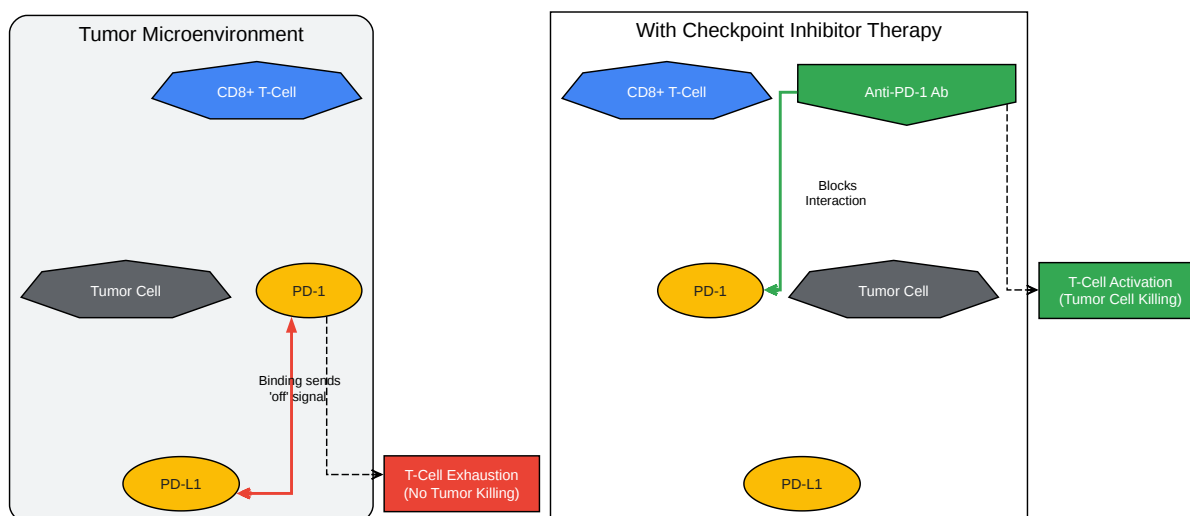 Tumor Microenvironment
CD8+ T-Cell
Tumor Cell
PD-1
Binding sends
'off' signal
PD-L1
T-Cell Exhaustion
(No Tumor Killing)
With Checkpoint Inhibitor Therapy
CD8+ T-Cell
Anti-PD-1 Ab
Blocks
Interaction
PD-1
Tumor Cell
T-Cell Activation
(Tumor Cell Killing)
PD-L1